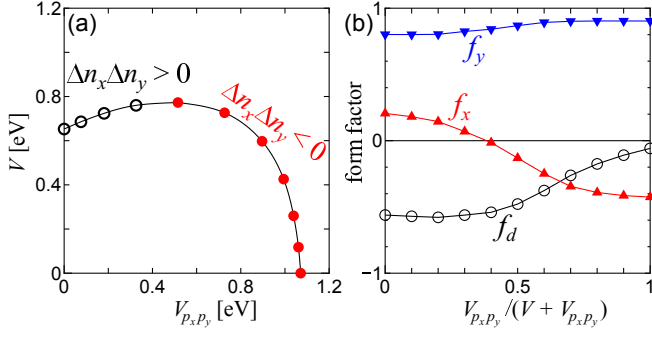 (a)
1.2
0.8
0.4
0
V [eV]
Δn_xΔn_y > 0
Δn_xΔn_y < 0
0 0.4 0.8 1.2
V_{p_xp_y} [eV]
(b)
1
0
−1
form factor
f_y
f_x
f_d
0 0.5 1
V_{p_xp_y}/(V + V_{p_xp_y})